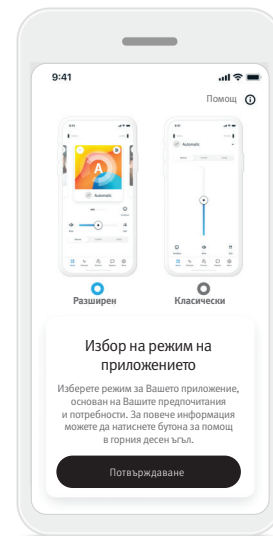 9:41
Помощ
Automatic
A
Automatic
Разширен
Класически
Избор на режим на
приложението
Изберете режим за Вашето приложение,
основан на Вашите предпочитания
и потребности. За повече информация
можете да натиснете бутона за помощ
в горния десен ъгъл.
Потвърждаване